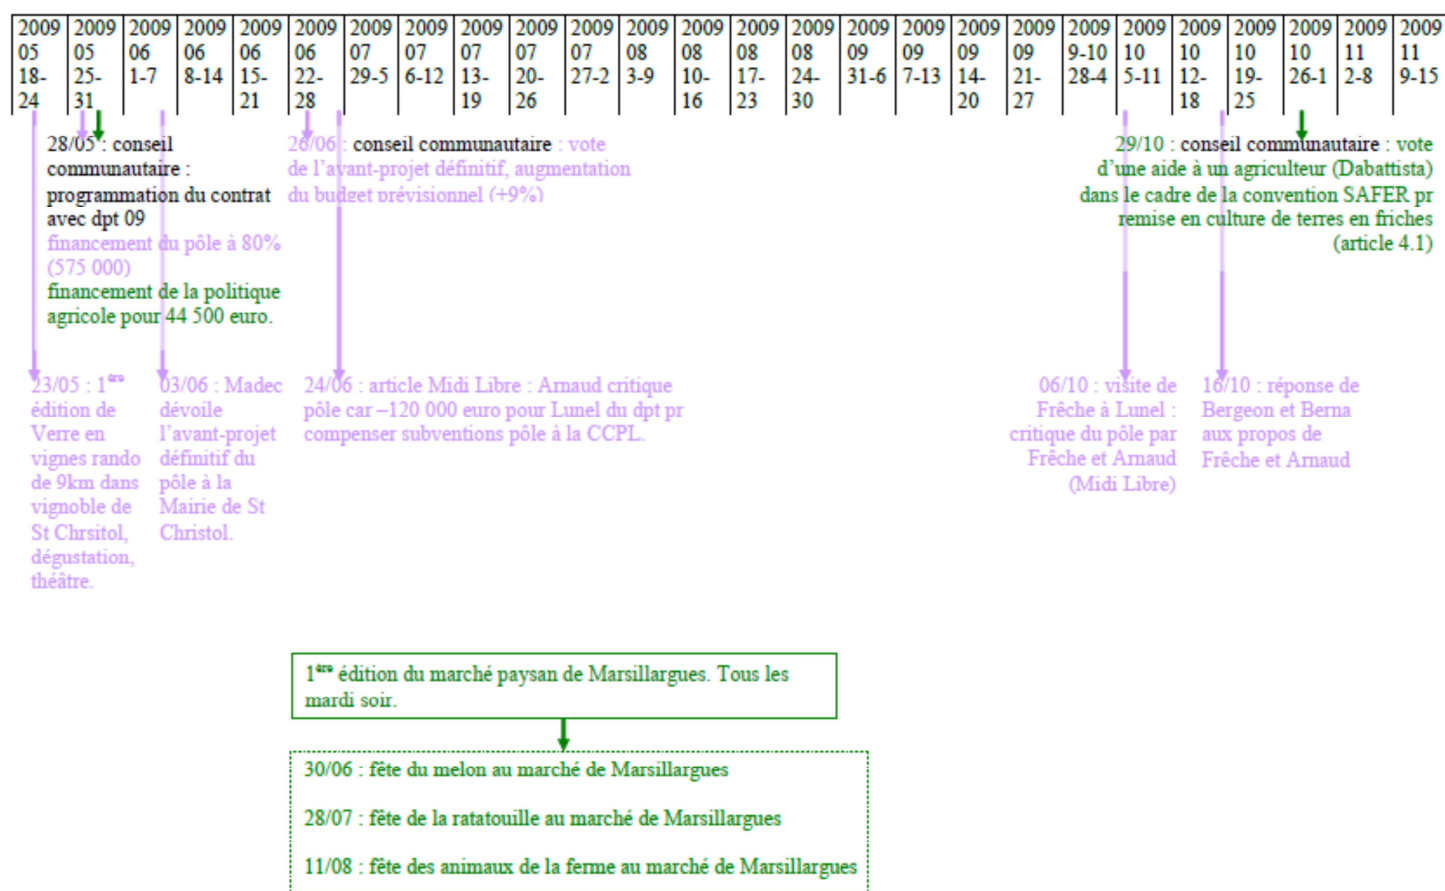 2009 2009 2009 2009 2009 2009 2009 2009 2009 2009 2009 2009 2009 2009 2009 2009 2009 2009 2009 2009 2009 2009 2009 2009 2009 2009
05 05 06 06 06 06 07 07 07 07 07 08 08 08 08 09 09 09 09 9-10 10 10 10 10 11 11
18- 25- 1-7 8-14 15- 22- 29-5 6-12 13- 20- 27-2 3-9 10- 17- 24- 31-6 7-13 14- 21- 28-4 5-11 12- 19- 26-1 2-8 9-15
24 31 21 28 19 26 16 23 30 20 27 18 25
28/05 : conseil
communautaire :
programmation du contrat
avec dpt 09
financement du pôle à 80%
(575 000)
financement de la politique
agricole pour 44 500 euro.
26/06 : conseil communautaire : vote
de l'avant-projet définitif, augmentation
du budget prévisionnel (+9%)
29/10 : conseil communautaire : vote
d'une aide à un agriculteur (Dabattista)
dans le cadre de la convention SAFER pr
remise en culture de terres en friches
(article 4.1)
23/05 : 1ère
édition de
Verre en
vignes rando
de 9km dans
vignoble de
St Chrsitol,
dégustation,
théâtre.
03/06 : Madec
dévoile
l'avant-projet
définitif du
pôle à la
Mairie de St
Christol.
24/06 : article Midi Libre : Arnaud critique
pôle car –120 000 euro pour Lunel du dpt pr
compenser subventions pôle à la CCPL.
06/10 : visite de
Frêche à Lunel :
critique du pôle par
Frêche et Arnaud
(Midi Libre)
16/10 : réponse de
Bergeon et Berna
aux propos de
Frêche et Arnaud
1ère édition du marché paysan de Marsillargues. Tous les
mardi soir.
30/06 : fête du melon au marché de Marsillargues
28/07 : fête de la ratatouille au marché de Marsillargues
11/08 : fête des animaux de la ferme au marché de Marsillargues